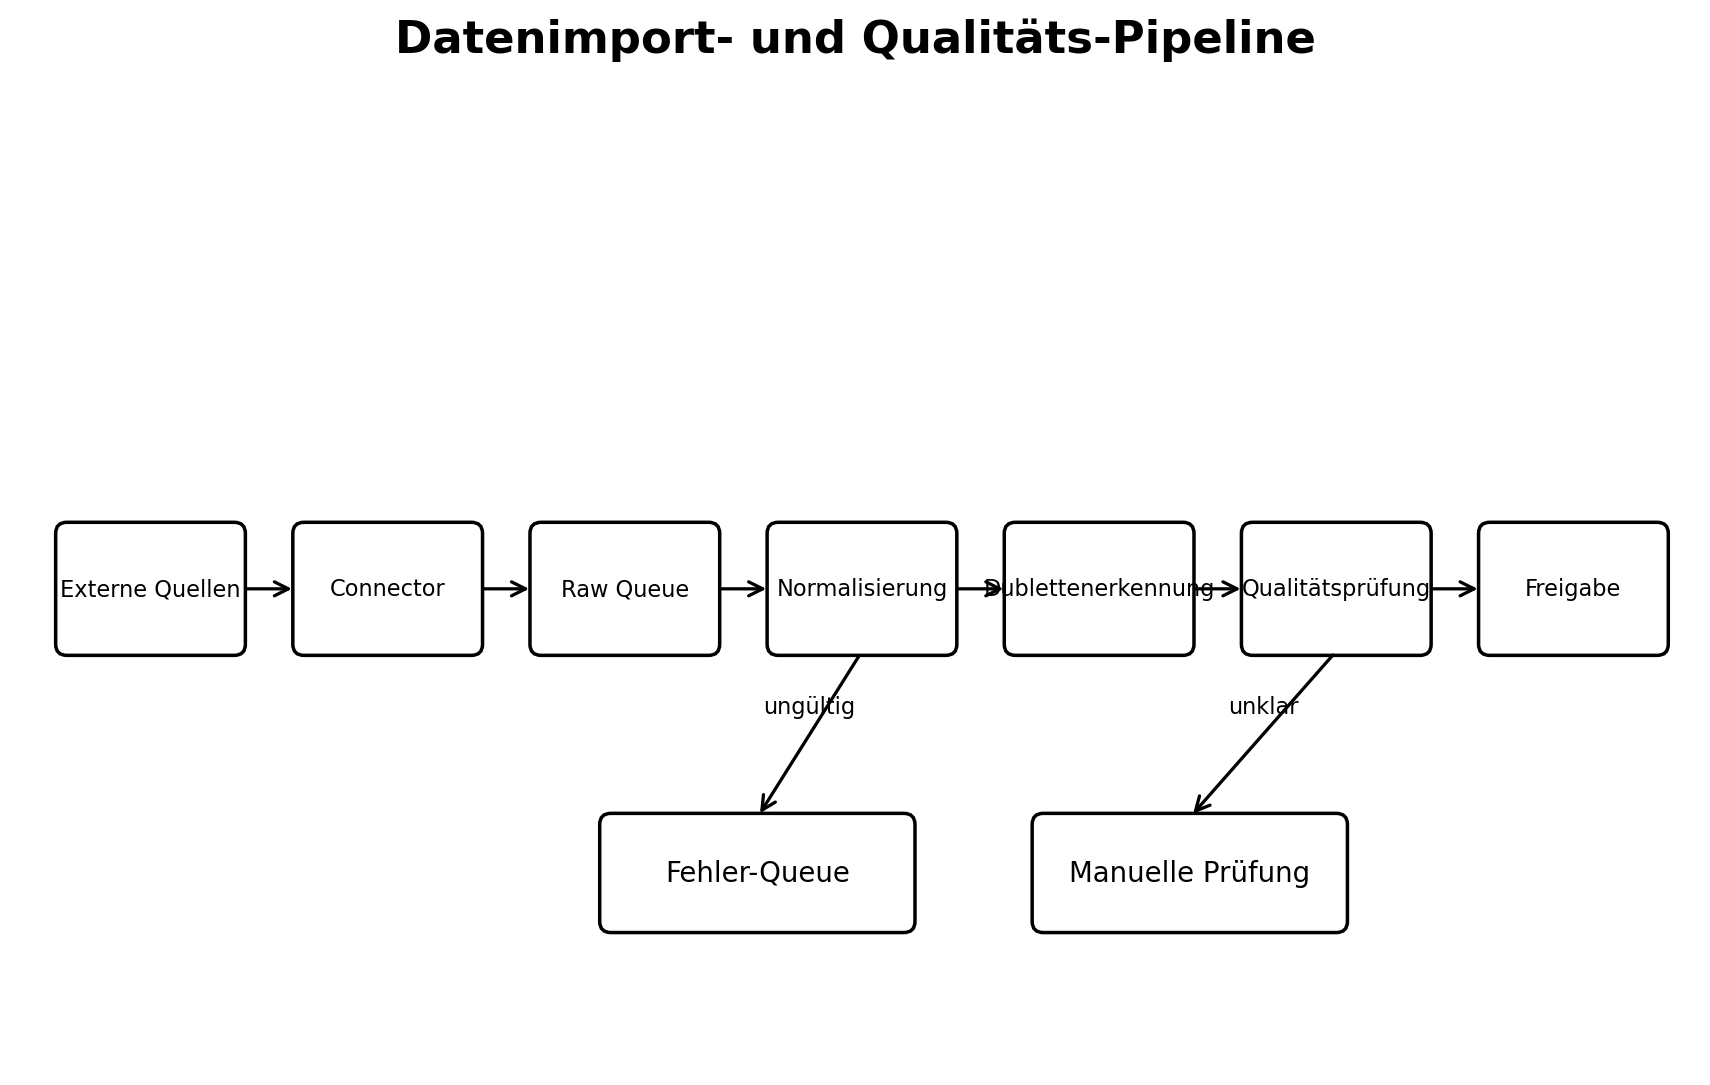 Datenimport- und Qualitäts-Pipeline
Externe Quellen
Connector
Raw Queue
Normalisierung
Dublettenerkennung
Qualitätsprüfung
Freigabe
ungültig
unklar
Fehler-Queue
Manuelle Prüfung